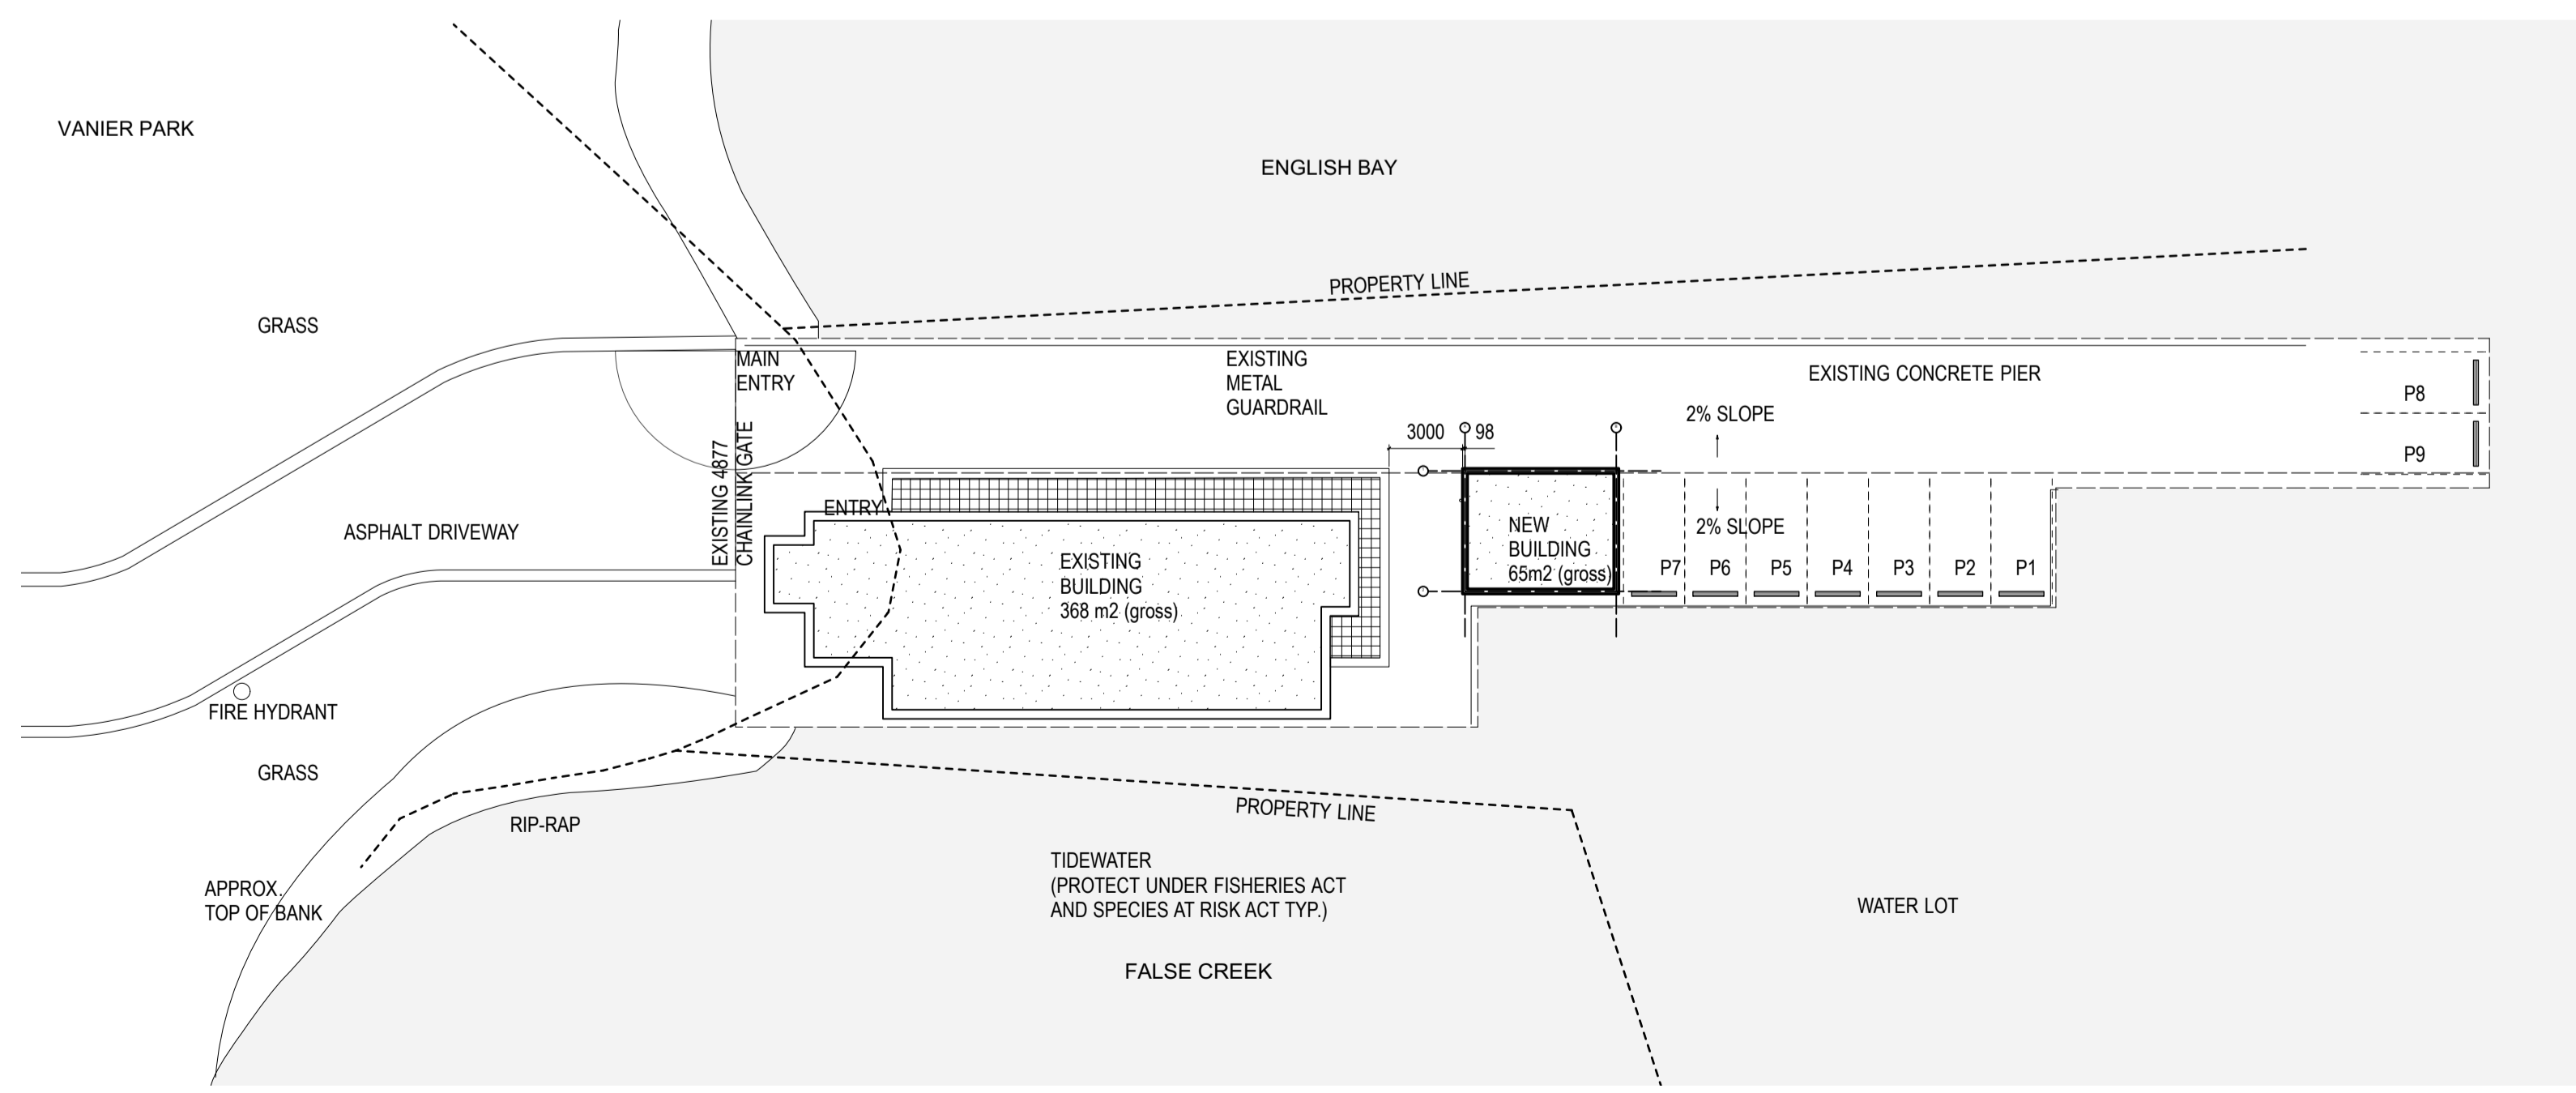 VANIER PARK
ENGLISH BAY
PROPERTY LINE
GRASS
MAIN
ENTRY
EXISTING
METAL
GUARDRAIL
EXISTING CONCRETE PIER
P8
P9
2% SLOPE
3000
98
EXISTING 4877
CHAINLINK GATE
ENTRY
ASPHALT DRIVEWAY
EXISTING
BUILDING
368 m2 (gross)
NEW
BUILDING
65m2 (gross)
2% SLOPE
P7
P6
P5
P4
P3
P2
P1
FIRE HYDRANT
GRASS
RIP-RAP
PROPERTY LINE
APPROX.
TOP OF BANK
TIDEWATER
(PROTECT UNDER FISHERIES ACT
AND SPECIES AT RISK ACT TYP.)
WATER LOT
FALSE CREEK